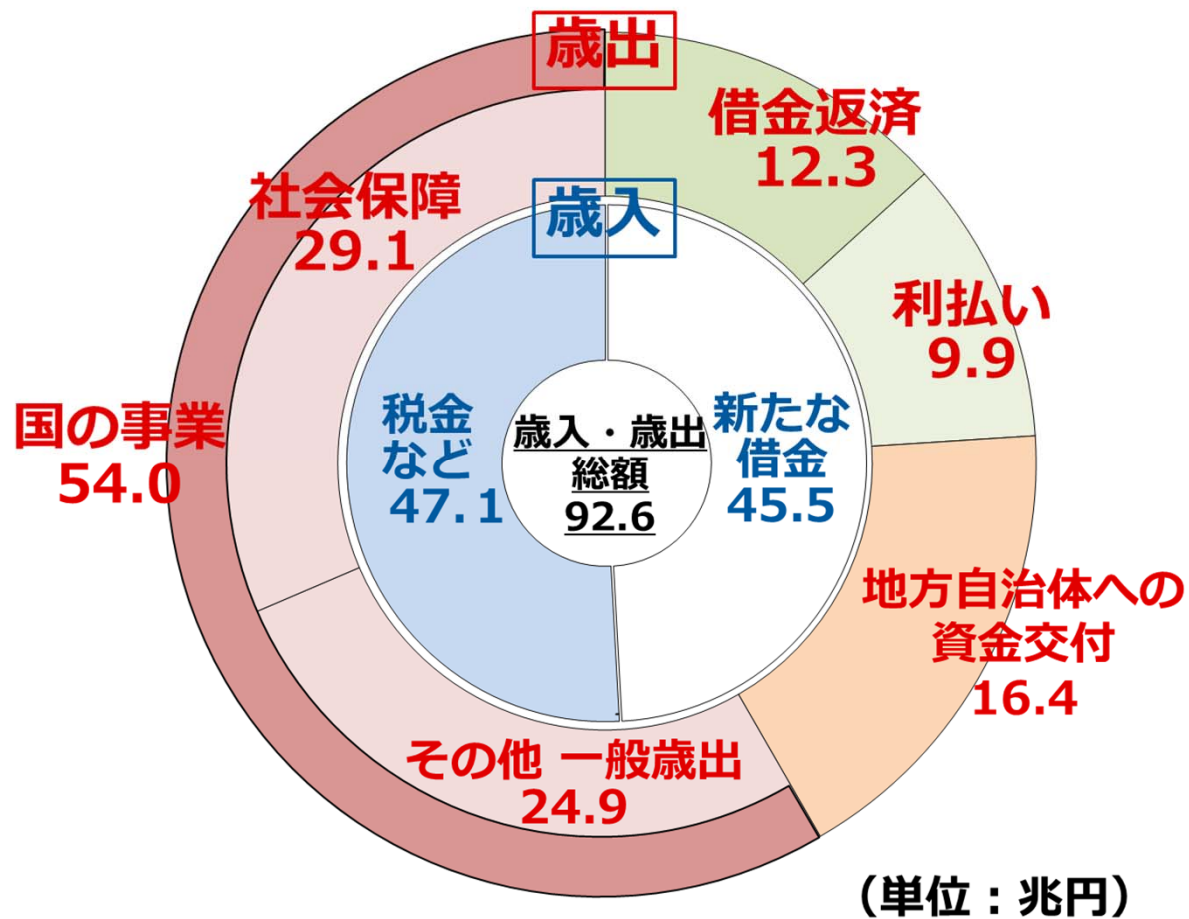 歳出
借金返済
12.3
社会保障
29.1
歳入
利払い
9.9
国の事業
54.0
税金
など
47.1
歳入・歳出
総額
92.6
新たな
借金
45.5
地方自治体への
資金交付
16.4
その他 一般歳出
24.9
（単位：兆円）